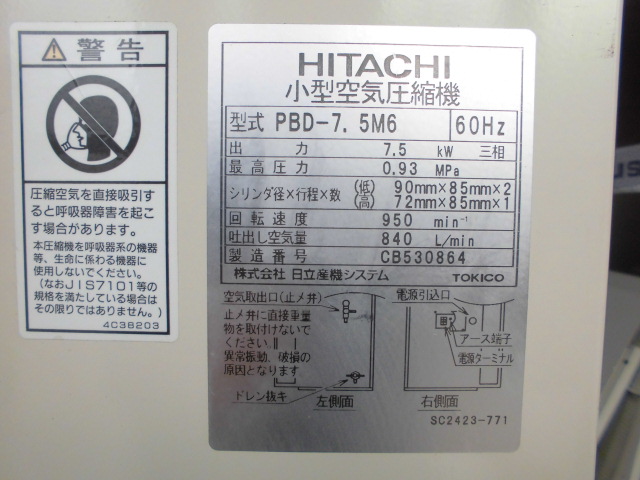 警告
圧縮空気を直接吸引す
ると呼吸器障害を起こ
す場合があります。
本圧縮機を呼吸器系の機器
等、生命に係わる機器に
使用しないでください。
（なおJIS7101等の
規格を満たしている場合は
その限りではありません。）
4C38203
HITACHI
小型空気圧縮機
型式 PBD-7.5M6 60Hz
出力 7.5 kW 三相
最高圧力 0.93 MPa
シリンダ径×行程×数 (低) 90mm×85mm×2
(高) 72mm×85mm×1
回転速度 950 min⁻¹
吐出し空気量 840 L/min
製造番号 CB530864
株式会社 日立産機システム TOKICO
空気取出口(止メ弁)
止メ弁に直接重量
物を取付けないで
ください。
異常振動、破損の
原因となります
ドレン抜キ
左側面
電源引込口
アース端子
電源ターミナル
右側面
SC2423-771